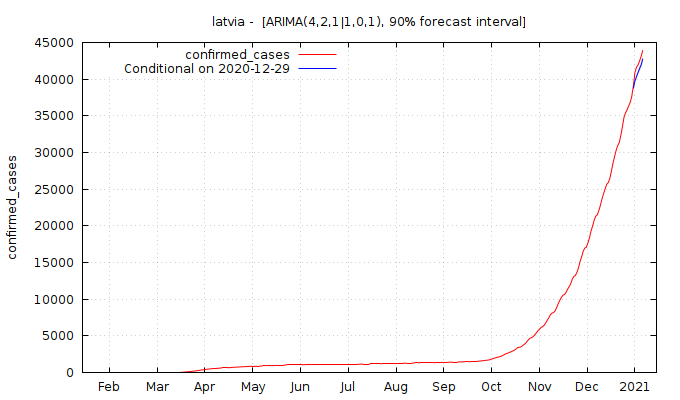 latvia -  [ARIMA(4,2,1|1,0,1), 90% forecast interval]
confirmed_cases
Conditional on 2020-12-29
confirmed_cases
45000
40000
35000
30000
25000
20000
15000
10000
5000
0
Feb Mar Apr May Jun Jul Aug Sep Oct Nov Dec 2021